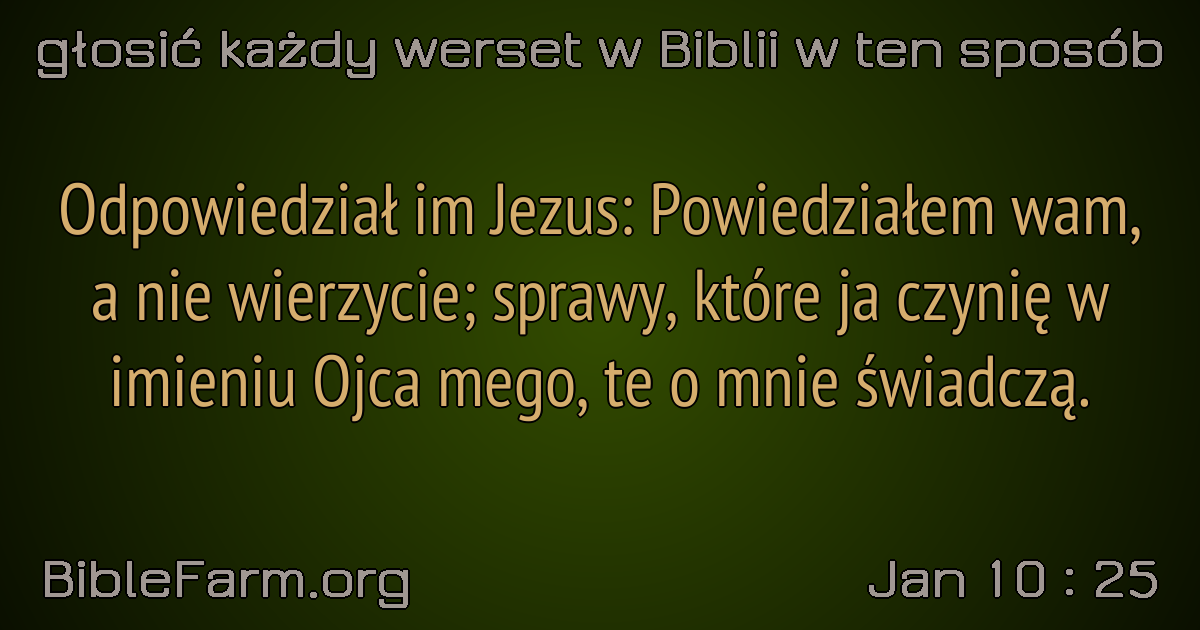 głosić każdy werset w Biblii w ten sposób
Odpowiedział im Jezus: Powiedziałem wam,
a nie wierzycie; sprawy, które ja czynię w
imieniu Ojca mego, te o mnie świadczą.
BibleFarm.org
Jan 10 : 25